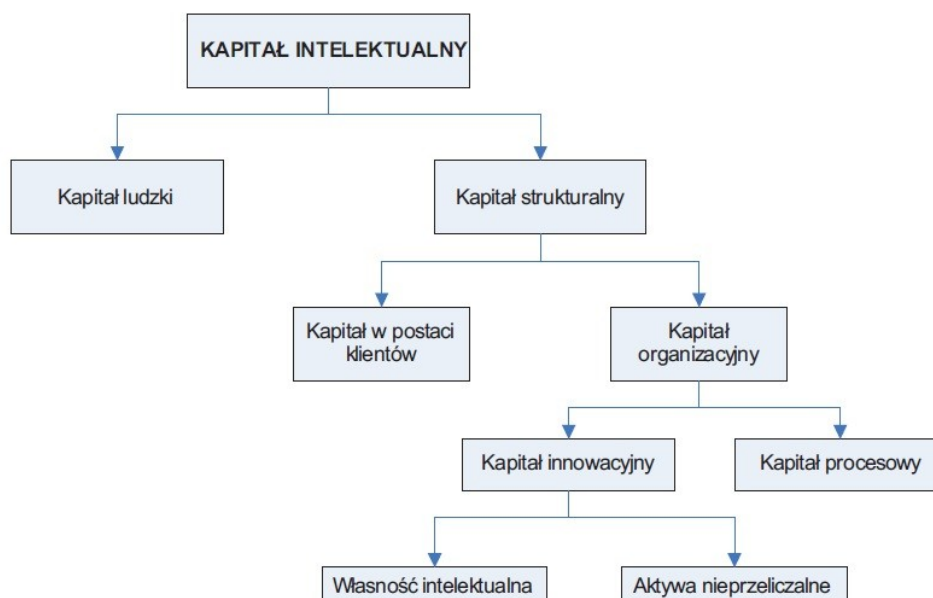 KAPITAŁ INTELEKTUALNY
Kapitał ludzki
Kapitał strukturalny
Kapitał w postaci
klientów
Kapitał
organizacyjny
Kapitał innowacyjny
Kapitał procesowy
Własność intelektualna
Aktywa nieprzeliczalne